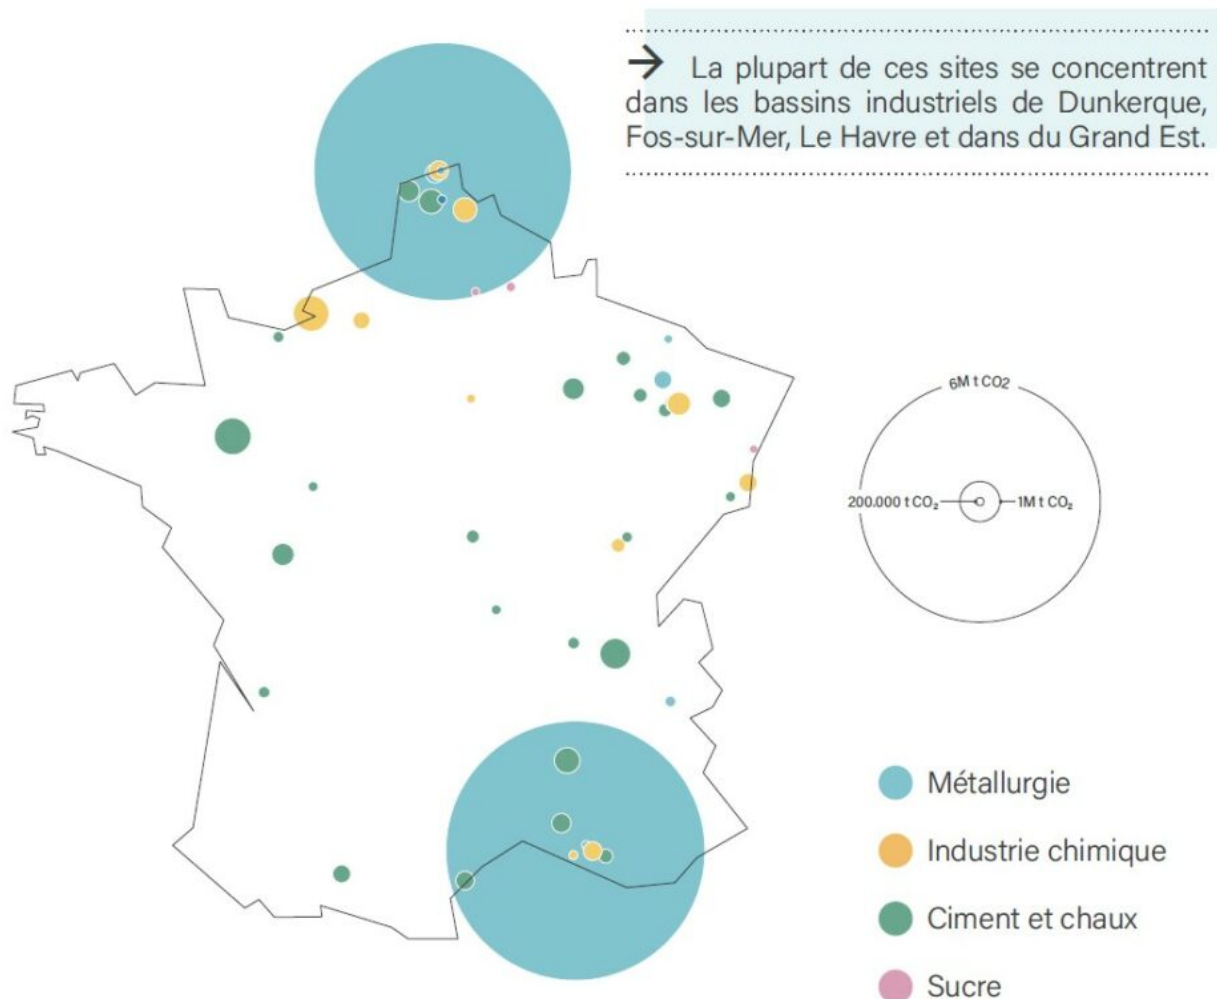 → La plupart de ces sites se concentrent
dans les bassins industriels de Dunkerque,
Fos-sur-Mer, Le Havre et dans du Grand Est.
6M t CO2
200.000 t CO₂
1M t CO₂
Métallurgie
Industrie chimique
Ciment et chaux
Sucre